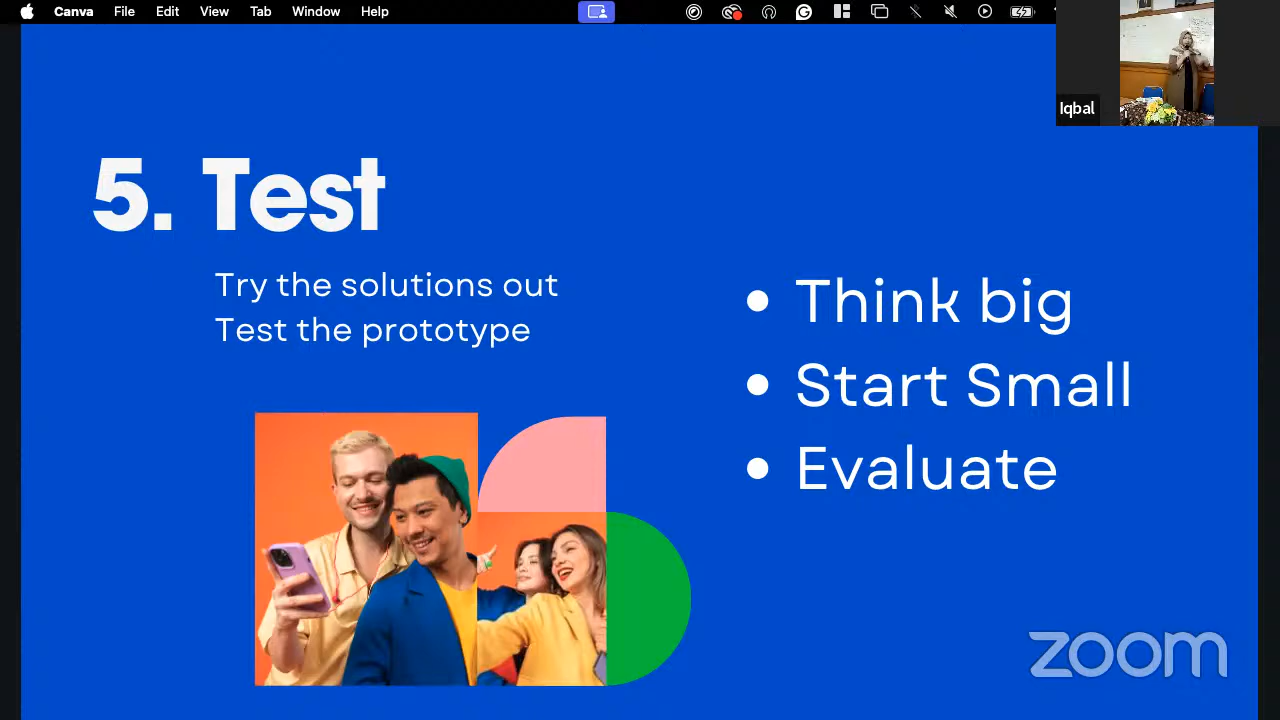 Canva File Edit View Tab Window Help
Iqbal
5. Test
Try the solutions out
Test the prototype
Think big
Start Small
Evaluate
zoom